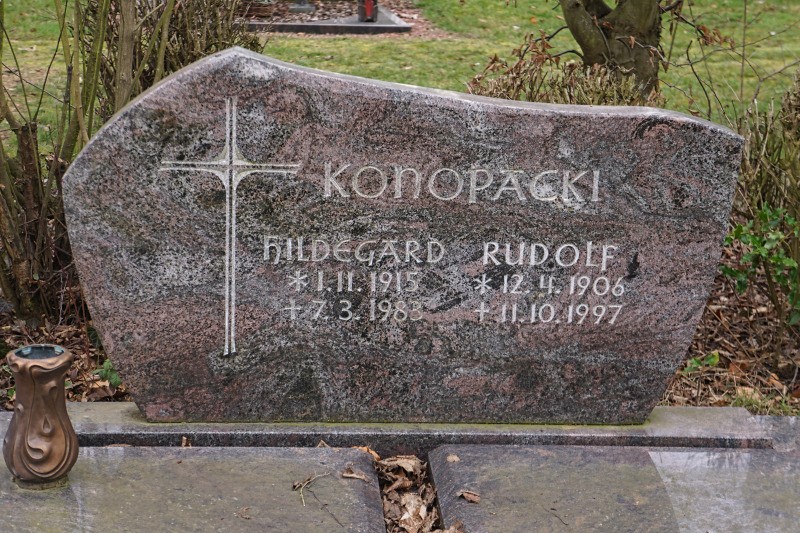 KONOPACKI
HILDEGARD
* 1. 11. 1915
+ 7. 3. 1983
RUDOLF
* 12. 4. 1906
+ 11. 10. 1997